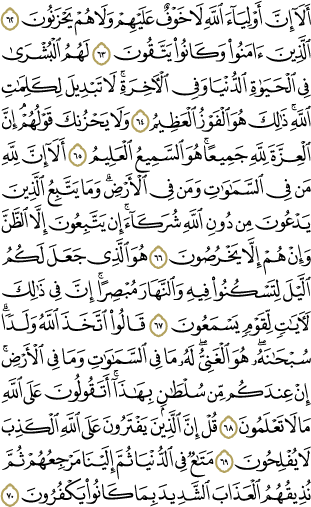 أَلَآ إِنَّ أَوْلِيَآءَ ٱللَّهِ لَا خَوْفٌ عَلَيْهِمْ وَلَا هُمْ يَحْزَنُونَ ٦٢
ٱلَّذِينَ ءَامَنُوا۟ وَكَانُوا۟ يَتَّقُونَ ٦٣ لَهُمُ ٱلْبُشْرَىٰ
فِى ٱلْحَيَوٰةِ ٱلدُّنْيَا وَفِى ٱلْـَٔاخِرَةِ ۚ لَا تَبْدِيلَ لِكَلِمَٰتِ
ٱللَّهِ ۚ ذَٰلِكَ هُوَ ٱلْفَوْزُ ٱلْعَظِيمُ ٦٤ وَلَا يَحْزُنكَ قَوْلُهُمْ ۘ إِنَّ
ٱلْعِزَّةَ لِلَّهِ جَمِيعًا ۚ هُوَ ٱلسَّمِيعُ ٱلْعَلِيمُ ٦٥ أَلَآ إِنَّ لِلَّهِ
مَن فِى ٱلسَّمَٰوَٰتِ وَمَن فِى ٱلْأَرْضِ ۗ وَمَا يَتَّبِعُ ٱلَّذِينَ
يَدْعُونَ مِن دُونِ ٱللَّهِ شُرَكَآءَ ۚ إِن يَتَّبِعُونَ إِلَّا ٱلظَّنَّ
وَإِنْ هُمْ إِلَّا يَخْرُصُونَ ٦٦ هُوَ ٱلَّذِى جَعَلَ لَكُمُ
ٱلَّيْلَ لِتَسْكُنُوا۟ فِيهِ وَٱلنَّهَارَ مُبْصِرًا ۚ إِنَّ فِى ذَٰلِكَ
لَـَٔايَٰتٍ لِّقَوْمٍ يَسْمَعُونَ ٦٧ قَالُوا۟ ٱتَّخَذَ ٱللَّهُ وَلَدًا ۗ
سُبْحَٰنَهُۥ ۖ هُوَ ٱلْغَنِىُّ ۖ لَهُۥ مَا فِى ٱلسَّمَٰوَٰتِ وَمَا فِى ٱلْأَرْضِ ۚ
إِنْ عِندَكُم مِّن سُلْطَٰنٍۭ بِهَٰذَآ ۚ أَتَقُولُونَ عَلَى ٱللَّهِ
مَا لَا تَعْلَمُونَ ٦٨ قُلْ إِنَّ ٱلَّذِينَ يَفْتَرُونَ عَلَى ٱللَّهِ ٱلْكَذِبَ
لَا يُفْلِحُونَ ٦٩ مَتَٰعٌ فِى ٱلدُّنْيَا ثُمَّ إِلَيْنَا مَرْجِعُهُمْ ثُمَّ
نُذِيقُهُمُ ٱلْعَذَابَ ٱلشَّدِيدَ بِمَا كَانُوا۟ يَكْفُرُونَ ٧٠